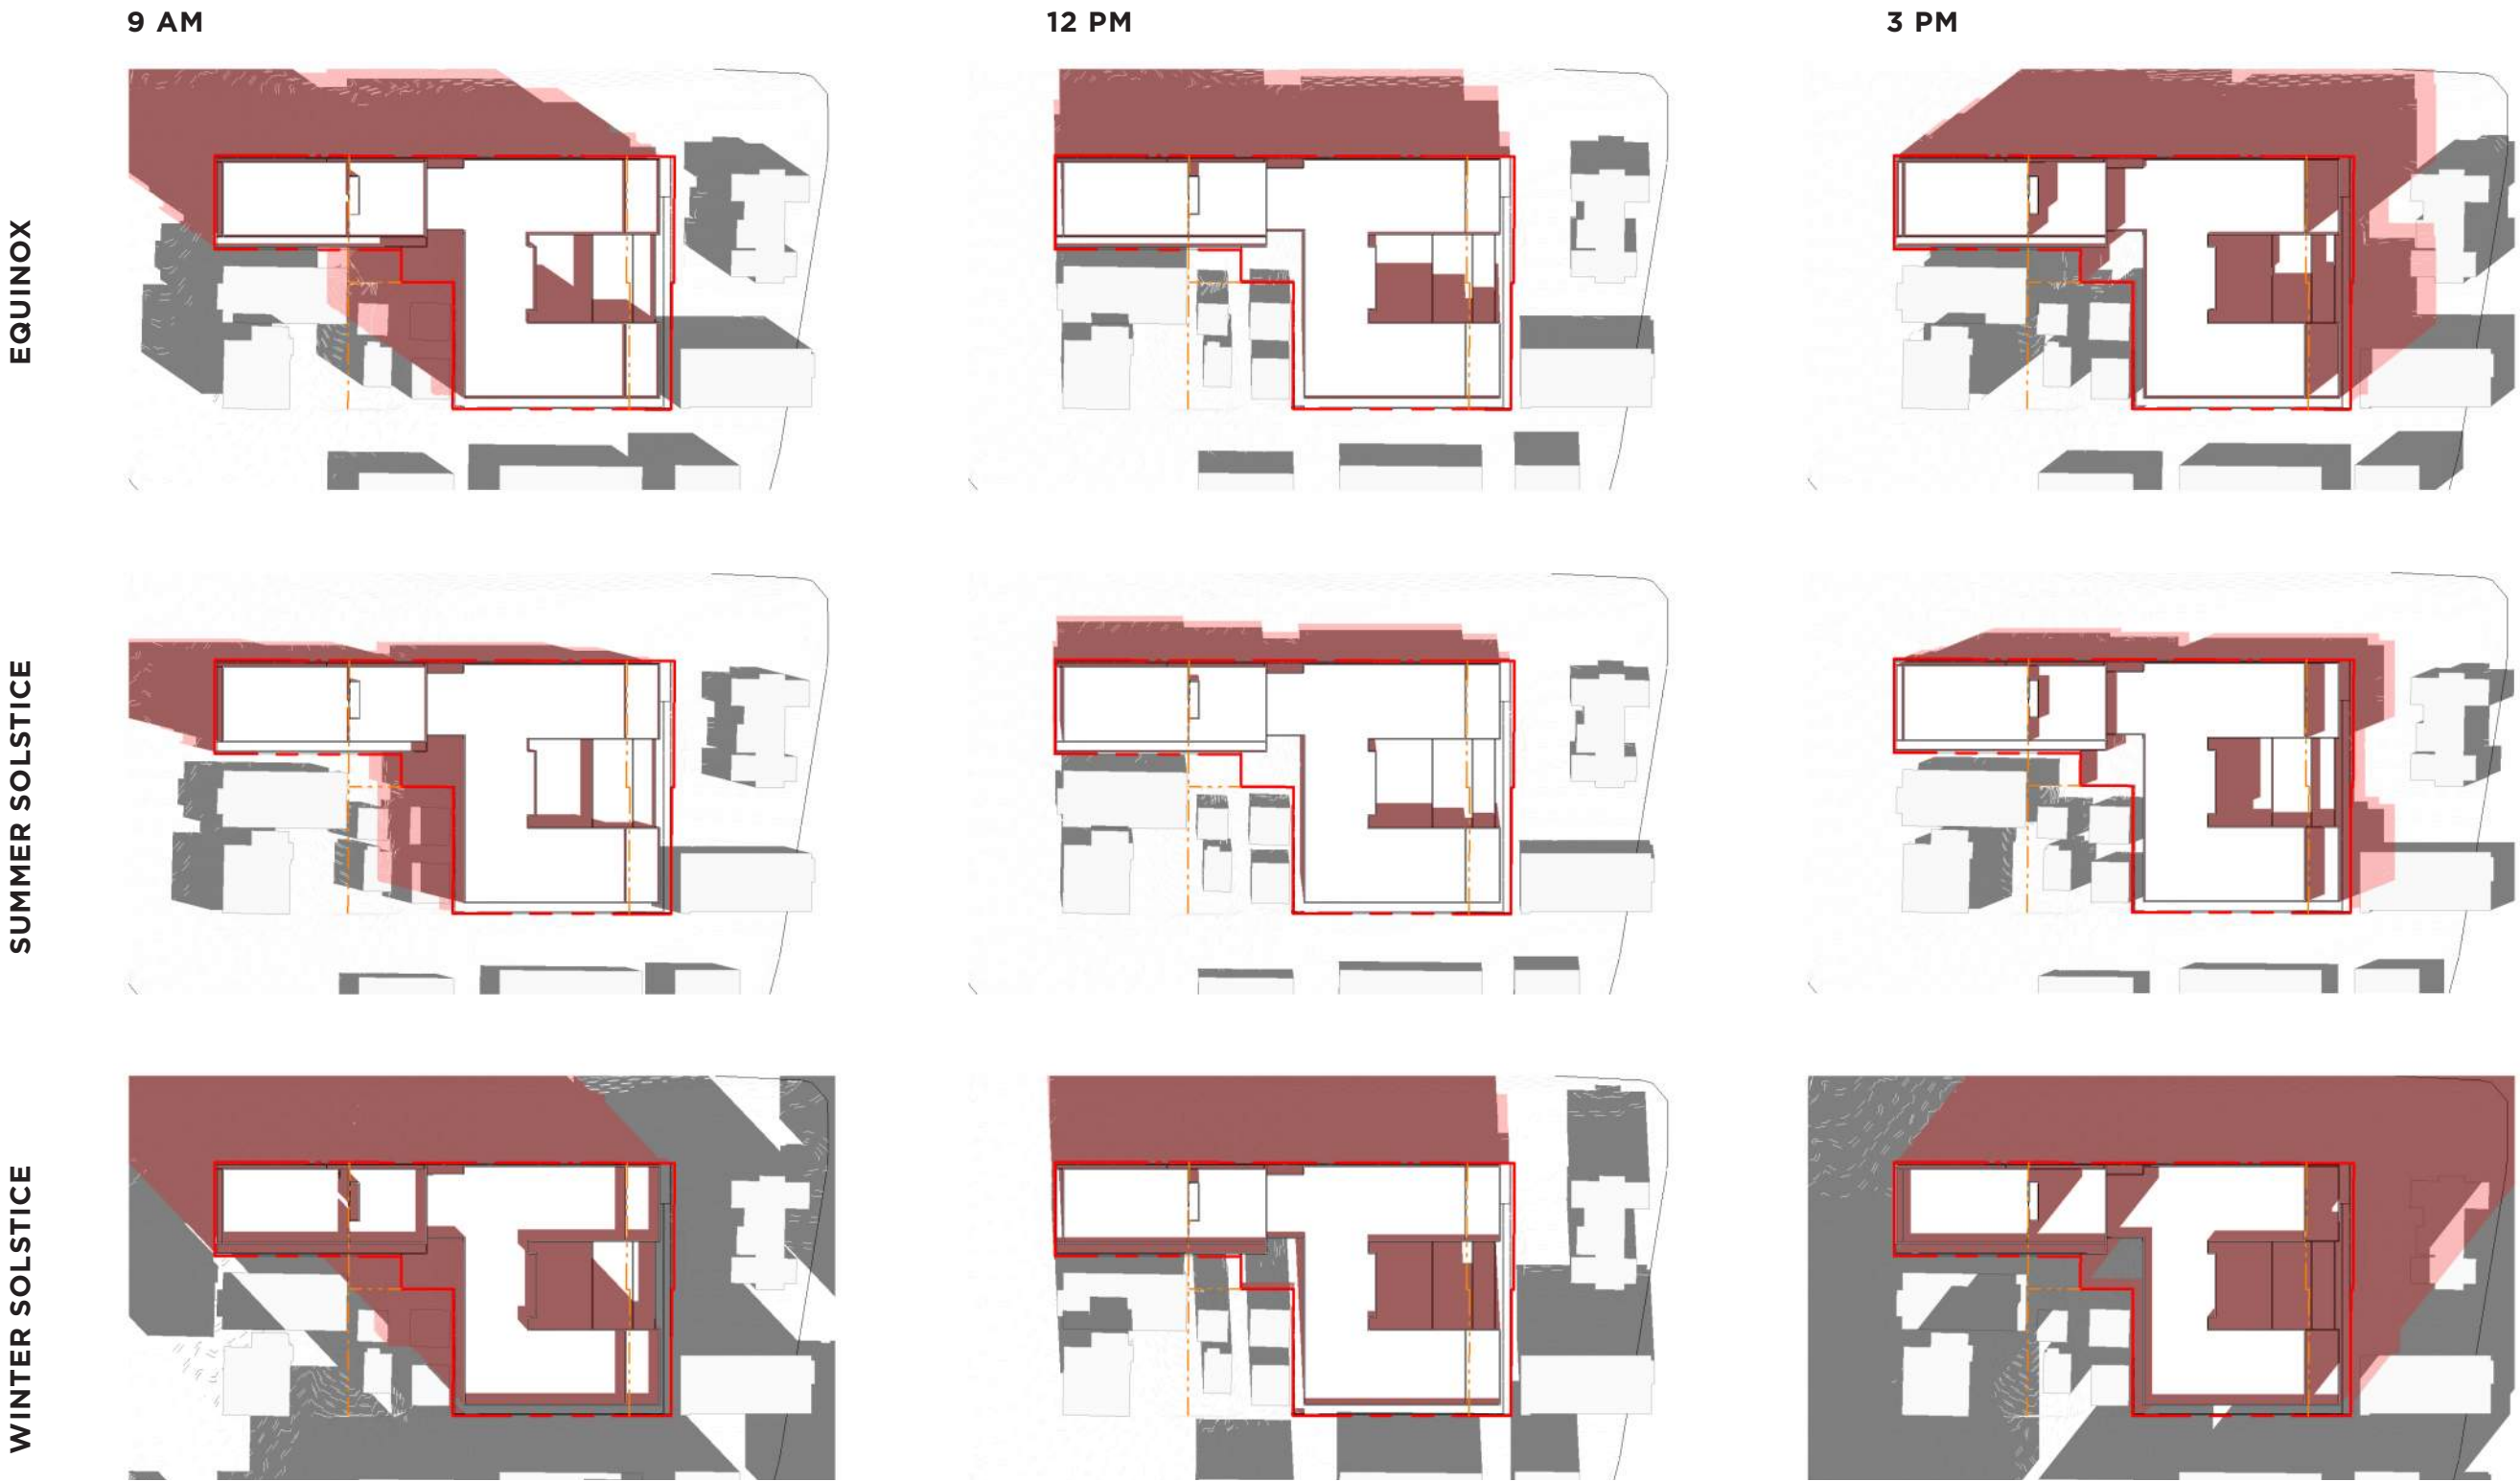 9 AM
12 PM
3 PM
EQUINOX
SUMMER SOLSTICE
WINTER SOLSTICE